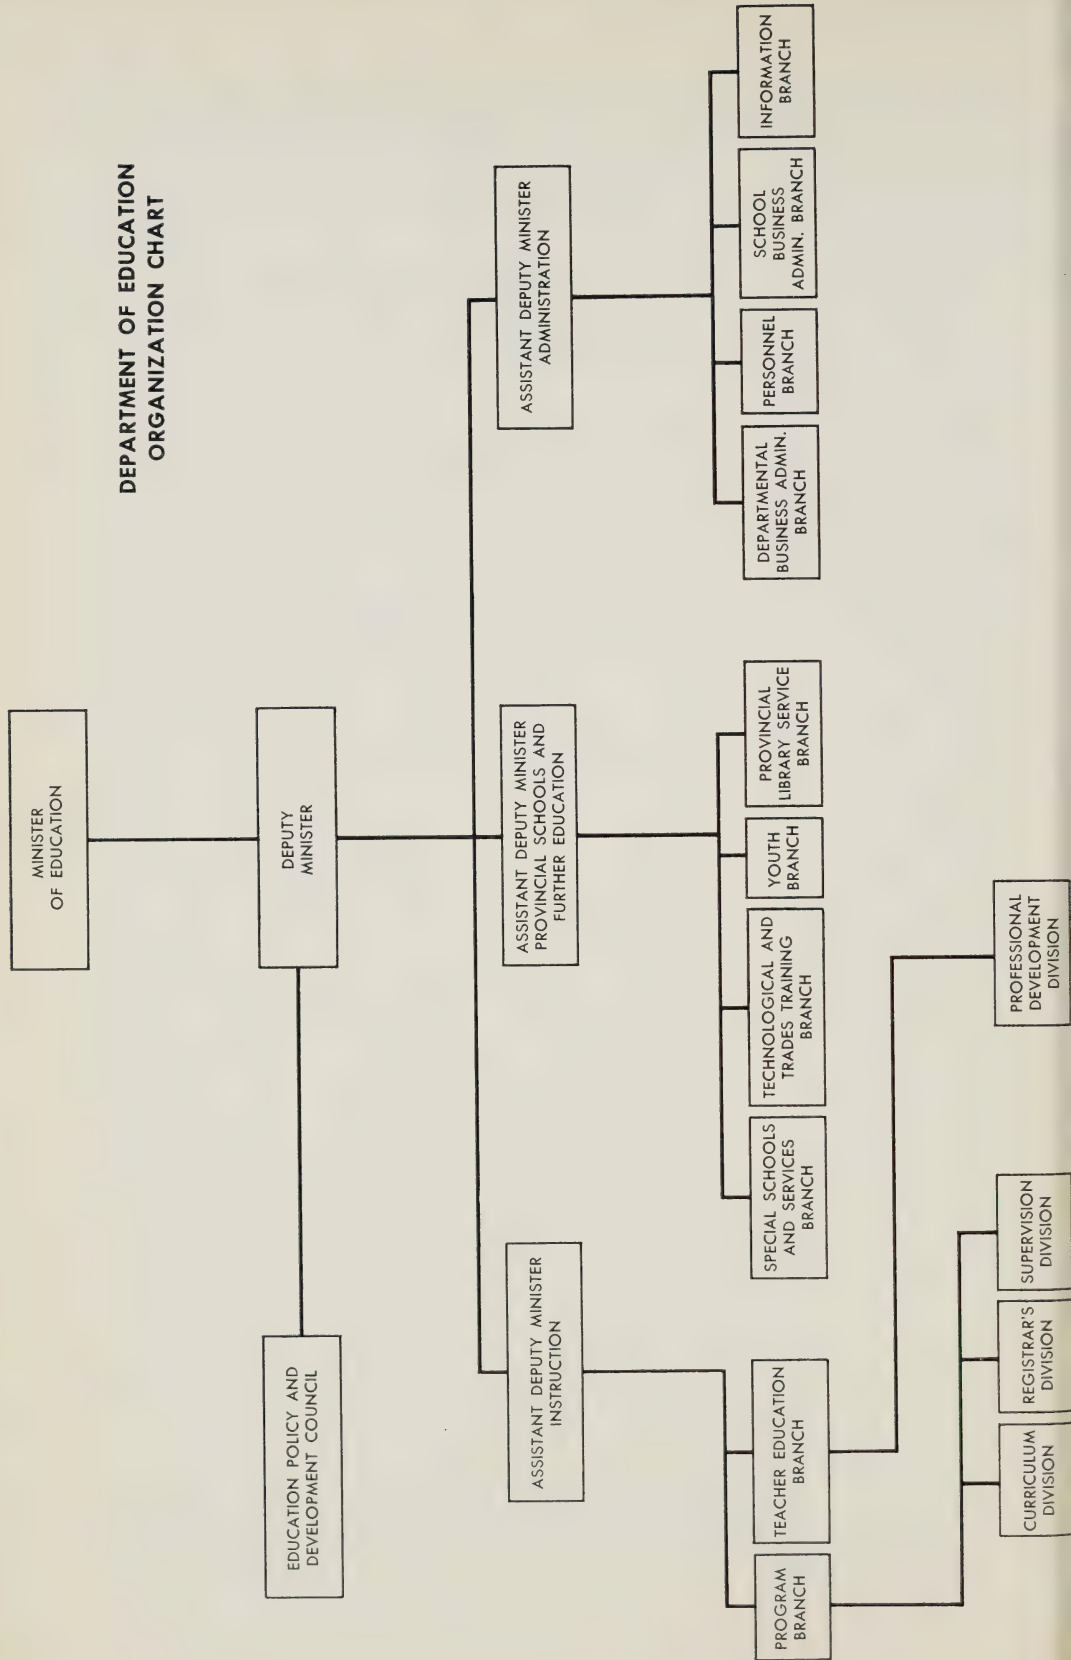 DEPARTMENT OF EDUCATION
ORGANIZATION CHART
MINISTER
OF EDUCATION
EDUCATION POLICY AND
DEVELOPMENT COUNCIL
DEPUTY
MINISTER
ASSISTANT DEPUTY MINISTER
INSTRUCTION
ASSISTANT DEPUTY MINISTER
PROVINCIAL SCHOOLS AND
FURTHER EDUCATION
ASSISTANT DEPUTY MINISTER
ADMINISTRATION
PROGRAM
BRANCH
TEACHER EDUCATION
BRANCH
SPECIAL SCHOOLS
AND SERVICES
BRANCH
TECHNOLOGICAL AND
TRADES TRAINING
BRANCH
YOUTH
BRANCH
PROVINCIAL
LIBRARY SERVICE
BRANCH
DEPARTMENTAL
BUSINESS ADMIN.
BRANCH
PERSONNEL
BRANCH
SCHOOL
BUSINESS
ADMIN. BRANCH
INFORMATION
BRANCH
CURRICULUM
DIVISION
REGISTRAR'S
DIVISION
SUPERVISION
DIVISION
PROFESSIONAL
DEVELOPMENT
DIVISION